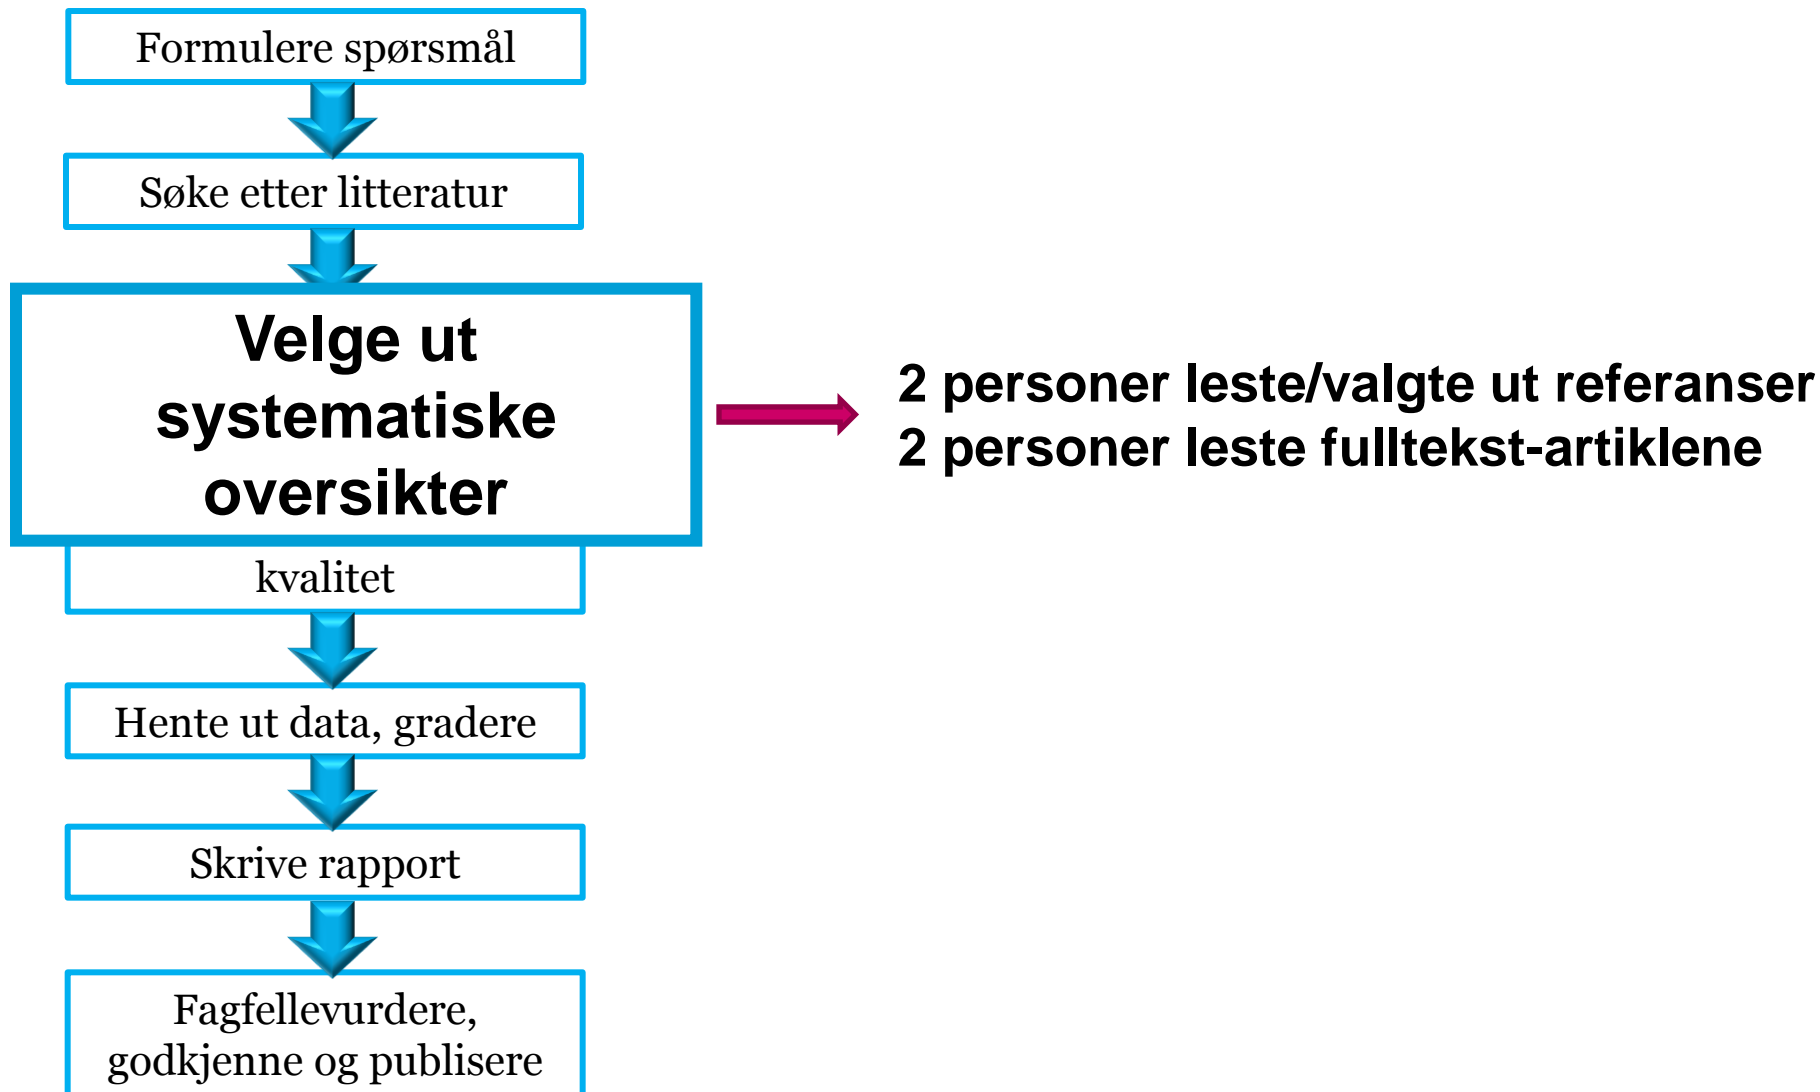 Formulere spørsmål
Søke etter litteratur
Velge ut
systematiske
oversikter
2 personer leste/valgte ut referanser
2 personer leste fulltekst-artiklene
kvalitet
Hente ut data, gradere
Skrive rapport
Fagfellevurdere,
godkjenne og publisere